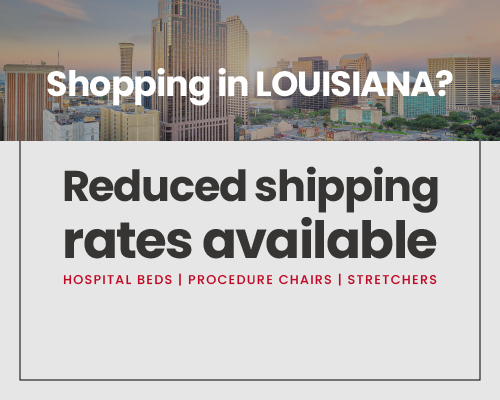 Shopping in LOUISIANA?
Reduced shipping
rates available
HOSPITAL BEDS | PROCEDURE CHAIRS | STRETCHERS